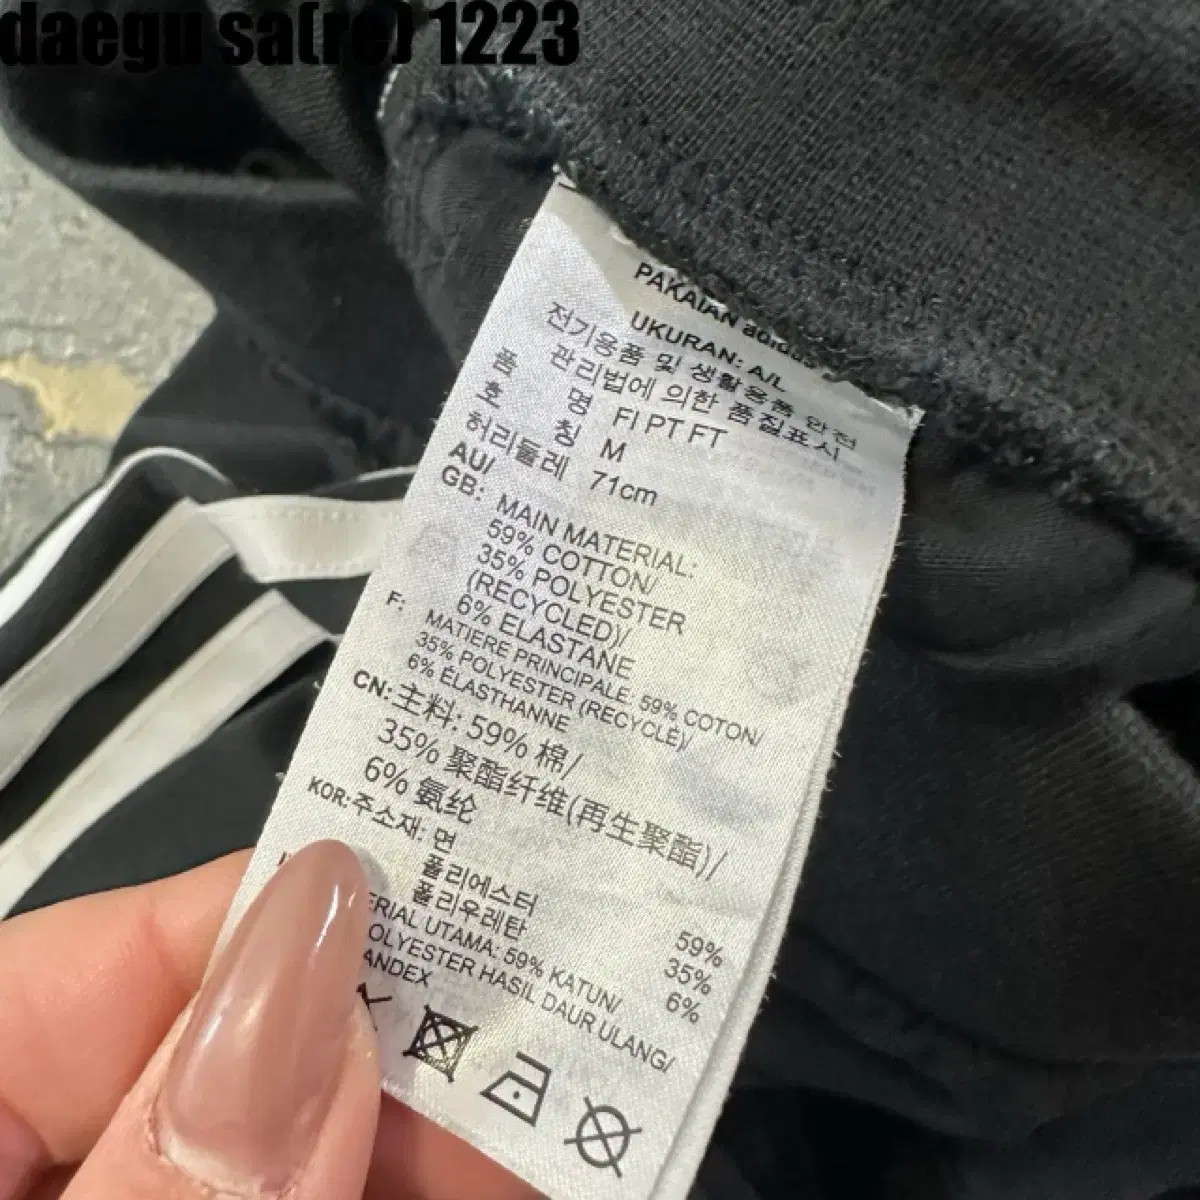 daegu sa(re) 1223
PAKAIAN adidas
UKURAN: A/L
전기용품 및 생활용품 안전
관리법에 의한 품질표시
품 명 FI PT FT
호 칭 M
허리둘레 71cm
AU/
GB: MAIN MATERIAL:
59% COTTON/
35% POLYESTER
(RECYCLED)/
6% ELASTANE
F: MATIERE PRINCIPALE: 59% COTON/
35% POLYESTER (RECYCLÉ)/
6% ÉLASTHANNE
CN: 主料: 59% 棉/
35% 聚酯纤维(再生聚酯)/
6% 氨纶
KOR: 주소재: 면 59%
폴리에스터 35%
폴리우레탄 6%
ERIAL UTAMA: 59% KATUN/
OLYESTER HASIL DAUR ULANG/
ANDEX